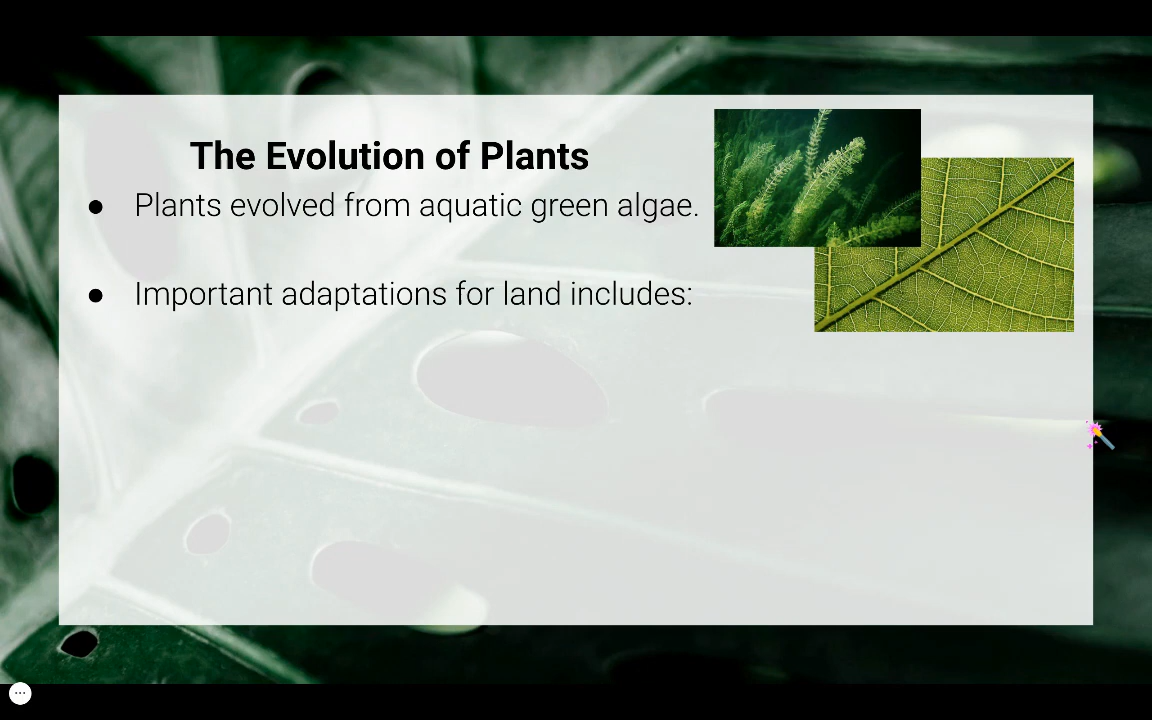 The Evolution of Plants
● Plants evolved from aquatic green algae.
● Important adaptations for land includes: